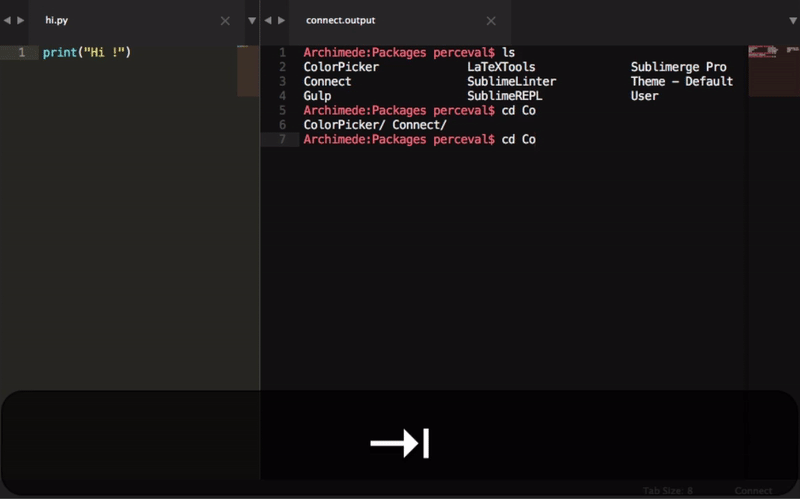 hi.py
1 print("Hi !")
connect.output
1 Archimede:Packages perceval$ ls
2 ColorPicker LaTeXTools Sublimerge Pro
3 Connect SublimeLinter Theme - Default
4 Gulp SublimeREPL User
5 Archimede:Packages perceval$ cd Co
6 ColorPicker/ Connect/
7 Archimede:Packages perceval$ cd Co
Tab Size: 8 Connect